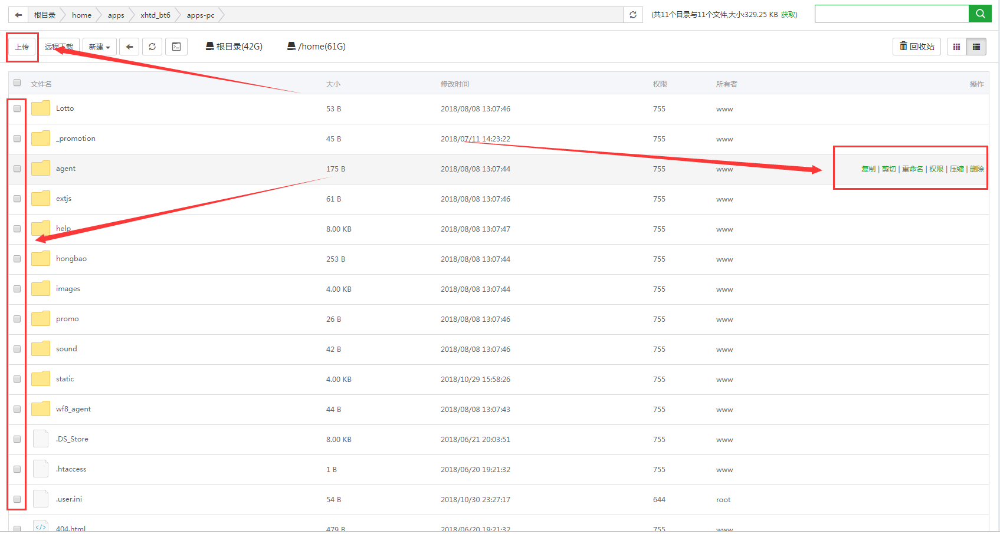 根目录 home apps xhtd_bt6 apps-pc (共11个目录与11个文件,大小:329.25 KB 获取)
上传 远程下载 新建 根目录(42G) /home(61G) 回收站
文件名 大小 修改时间 权限 所有者 操作
Lotto 53 B 2018/08/08 13:07:46 755 www
_promotion 45 B 2018/07/11 14:23:22 755 www
agent 175 B 2018/08/08 13:07:44 755 www 复制 | 剪切 | 重命名 | 权限 | 压缩 | 删除
extjs 61 B 2018/08/08 13:07:46 755 www
help 8.00 KB 2018/08/08 13:07:47 755 www
hongbao 253 B 2018/08/08 13:07:44 755 www
images 4.00 KB 2018/08/08 13:07:44 755 www
promo 26 B 2018/08/08 13:07:46 755 www
sound 42 B 2018/08/08 13:07:46 755 www
static 4.00 KB 2018/10/29 15:58:26 755 www
wf8_agent 44 B 2018/08/08 13:07:43 755 www
.DS_Store 8.00 KB 2018/06/21 20:03:51 755 www
.htaccess 1 B 2018/06/20 19:21:32 755 www
.user.ini 54 B 2018/10/30 23:27:17 644 root
404.html 479 B 2018/06/20 19:21:32 755 www